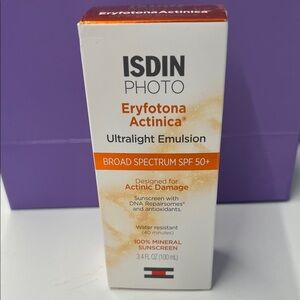 EryfotonaActinica®
ISDIN
PHOTO
Eryfotona
Actinica®
Ultralight Emulsion
BROAD SPECTRUM SPF 50+
Designed for
Actinic Damage
Sunscreen with
DNA Repairsomes®
and antioxidants.
Water resistant
(40 minutes)
100% MINERAL
SUNSCREEN
3.4 FL OZ (100 mL)